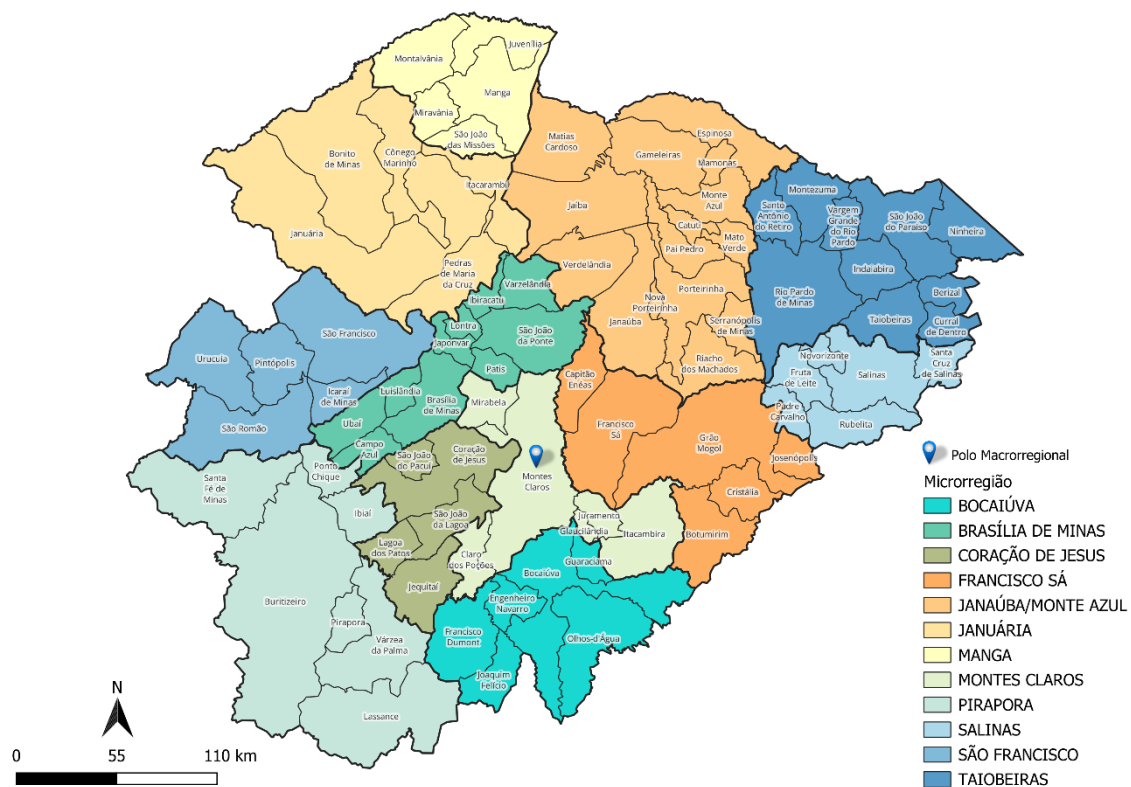 Juvenília
Montalvânia
Manga
Miravânia
São João
das Missões
Matias
Cardoso
Espinosa
Gameleiras
Mamonas
Bonito
de Minas
Cônego
Marinho
Itacarambi
Jaíba
Monte
Azul
Montezuma
Santo
Antônio
do Retiro
Vargem
Grande
do Rio
Pardo
São João
do Paraíso
Ninheira
Januária
Catuti
Mato
Verde
Pai Pedro
Pedras
de Maria
da Cruz
Verdelândia
Indaiabira
Varzelândia
Porteirinha
Rio Pardo
de Minas
Berizal
Ibiracatu
Nova
Porteirinha
Janaúba
Serranópolis
de Minas
Taiobeiras
Curral
de Dentro
São Francisco
Lontra
São João
da Ponte
Japonvar
Urucuia
Pintópolis
Riacho
dos Machados
Novorizonte
Fruta
de Leite
Salinas
Santa
Cruz
de Salinas
Patis
Capitão
Enéas
Icaraí
de Minas
Luislândia
Brasília
de Minas
Mirabela
Padre
Carvalho
Rubelita
São Romão
Ubaí
Francisco
Sá
Grão
Mogol
Campo
Azul
São João
do Pacuí
Coração
de Jesus
Josenópolis
Santa
Fé de
Minas
Ponto
Chique
Montes
Claros
Cristália
Ibiaí
São João
da Lagoa
Juramento
Glaucilândia
Itacambira
Botumirim
Lagoa
dos Patos
Claro
dos Poções
Guaraciama
Bocaiúva
Jequitaí
Buritizeiro
Engenheiro
Navarro
Pirapora
Várzea
da Palma
Francisco
Dumont
Olhos-d'Água
Joaquim
Felício
Lassance
Polo Macrorregional
Microrregião
BOCAIÚVA
BRASÍLIA DE MINAS
CORAÇÃO DE JESUS
FRANCISCO SÁ
JANAÚBA/MONTE AZUL
JANUÁRIA
MANGA
MONTES CLAROS
PIRAPORA
SALINAS
SÃO FRANCISCO
TAIOBEIRAS
N
0 55 110 km